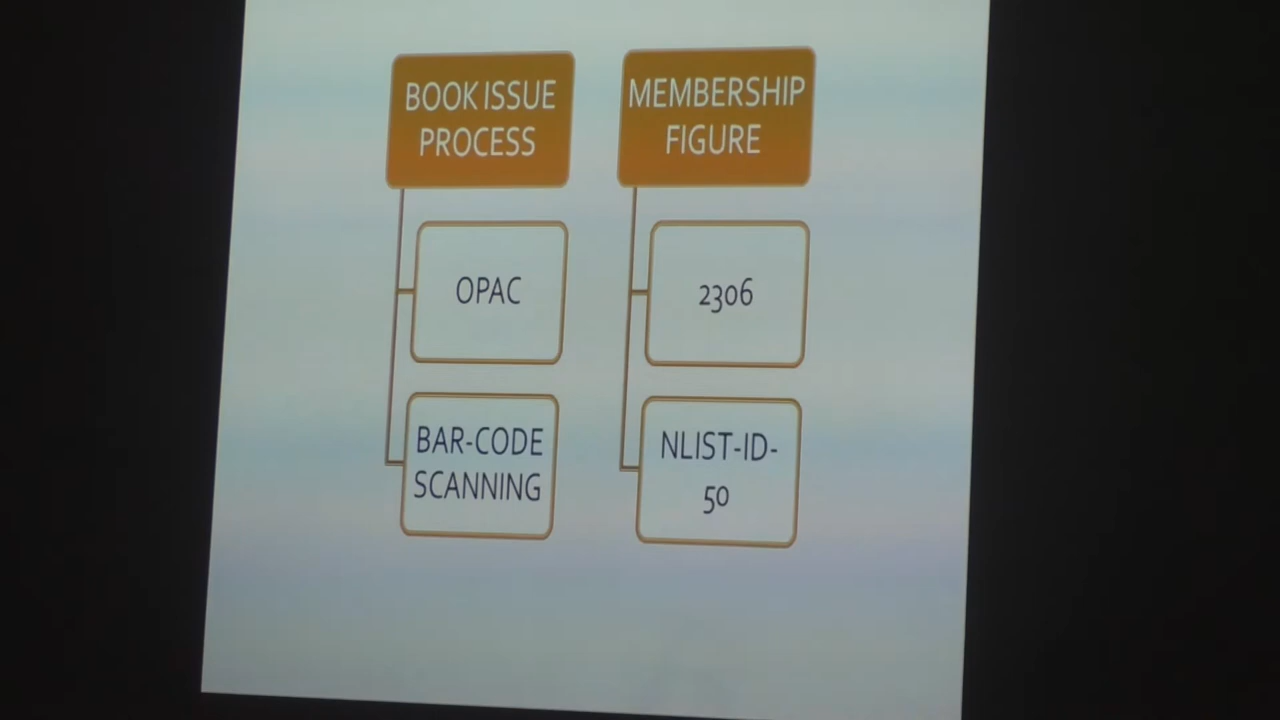 BOOK ISSUE
PROCESS
OPAC
BAR-CODE
SCANNING
MEMBERSHIP
FIGURE
2306
NLIST-ID-
50